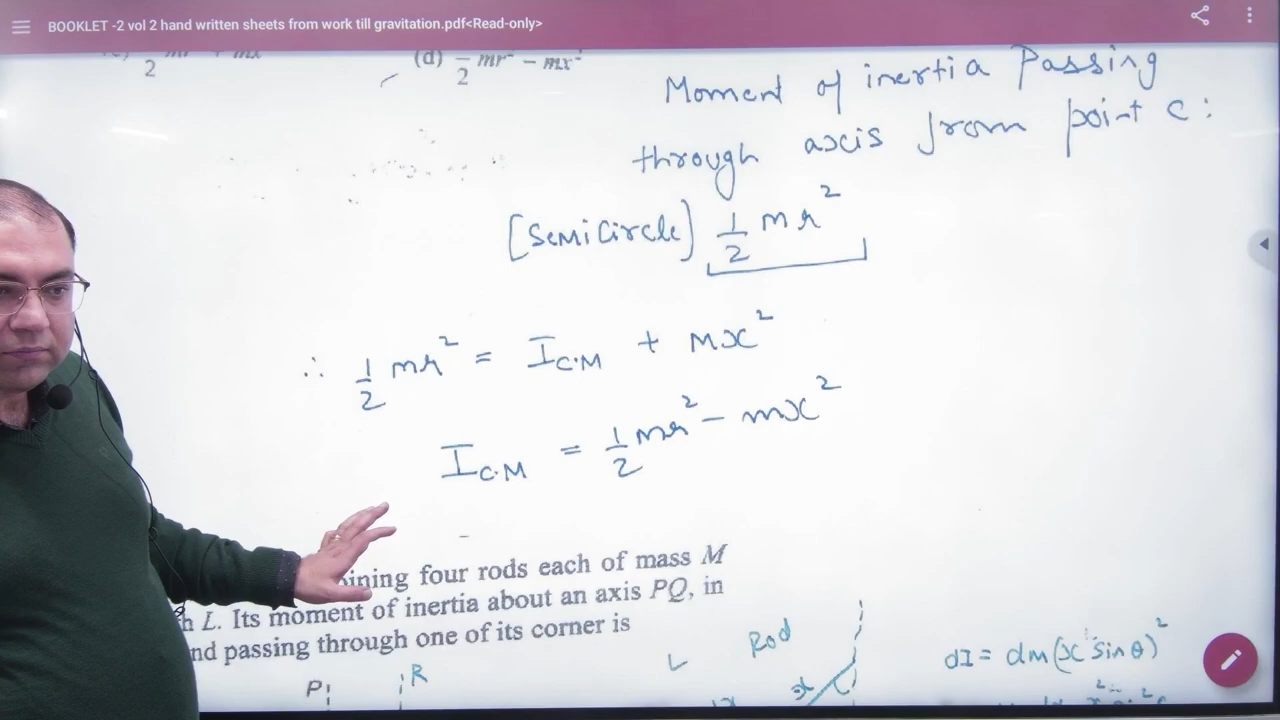 BOOKLET -2 vol 2 hand written sheets from work till gravitation.pdf<Read-only>
2
(d) 1/2 mr² − mx²
Moment of inertia Passing
through axis from point C:
[SemiCircle] 1/2 mr²
∴ 1/2 mr² = I_C.M + mx²
I_C.M = 1/2 mr² − mx²
ining four rods each of mass M
h L. Its moment of inertia about an axis PQ, in
nd passing through one of its corner is
P
R
L
Rod
dI = dm(x sinθ)²